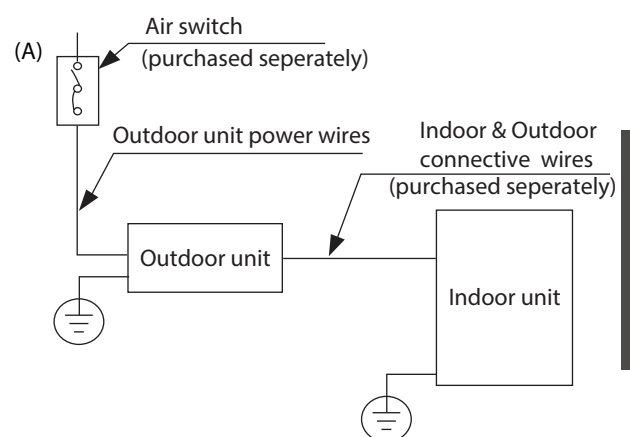 (A)
Air switch
(purchased seperately)
Outdoor unit power wires
Indoor & Outdoor
connective wires
(purchased seperately)
Outdoor unit
Indoor unit